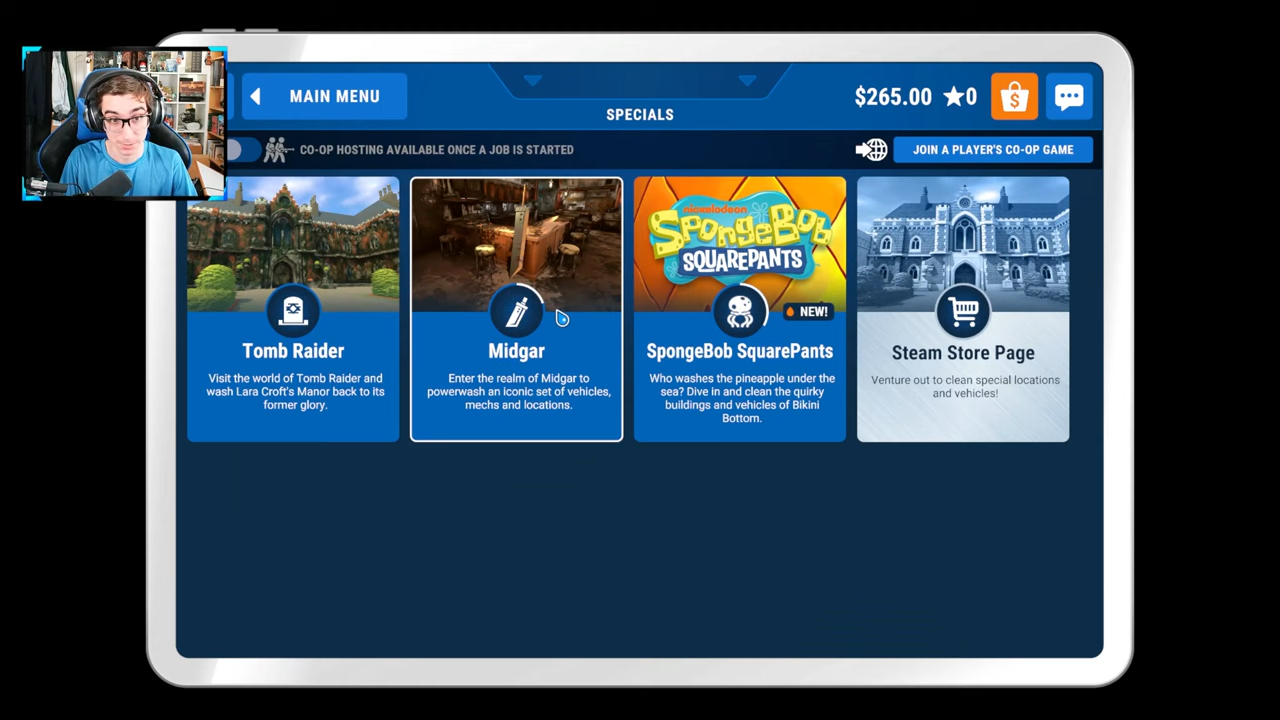 MAIN MENU
$265.00
0
SPECIALS
CO-OP HOSTING AVAILABLE ONCE A JOB IS STARTED
JOIN A PLAYER'S CO-OP GAME
Tomb Raider
Visit the world of Tomb Raider and
wash Lara Croft's Manor back to its
former glory.
Midgar
Enter the realm of Midgar to
powerwash an iconic set of vehicles,
mechs and locations.
nickelodeon
SPONGEBOB
SQUAREPANTS
NEW!
SpongeBob SquarePants
Who washes the pineapple under the
sea? Dive in and clean the quirky
buildings and vehicles of Bikini
Bottom.
Steam Store Page
Venture out to clean special locations
and vehicles!